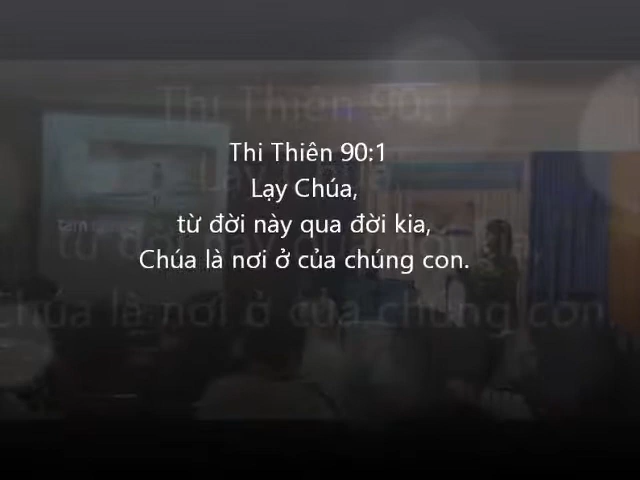 Thi Thiên 90:1
Lạy Chúa,
từ đời này qua đời kia,
Chúa là nơi ở của chúng con.